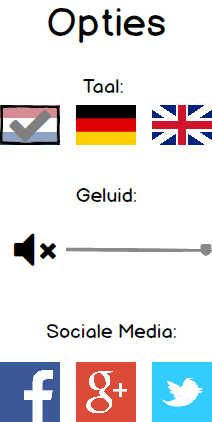 Opties
Taal:
Geluid:
Sociale Media:
f
g+